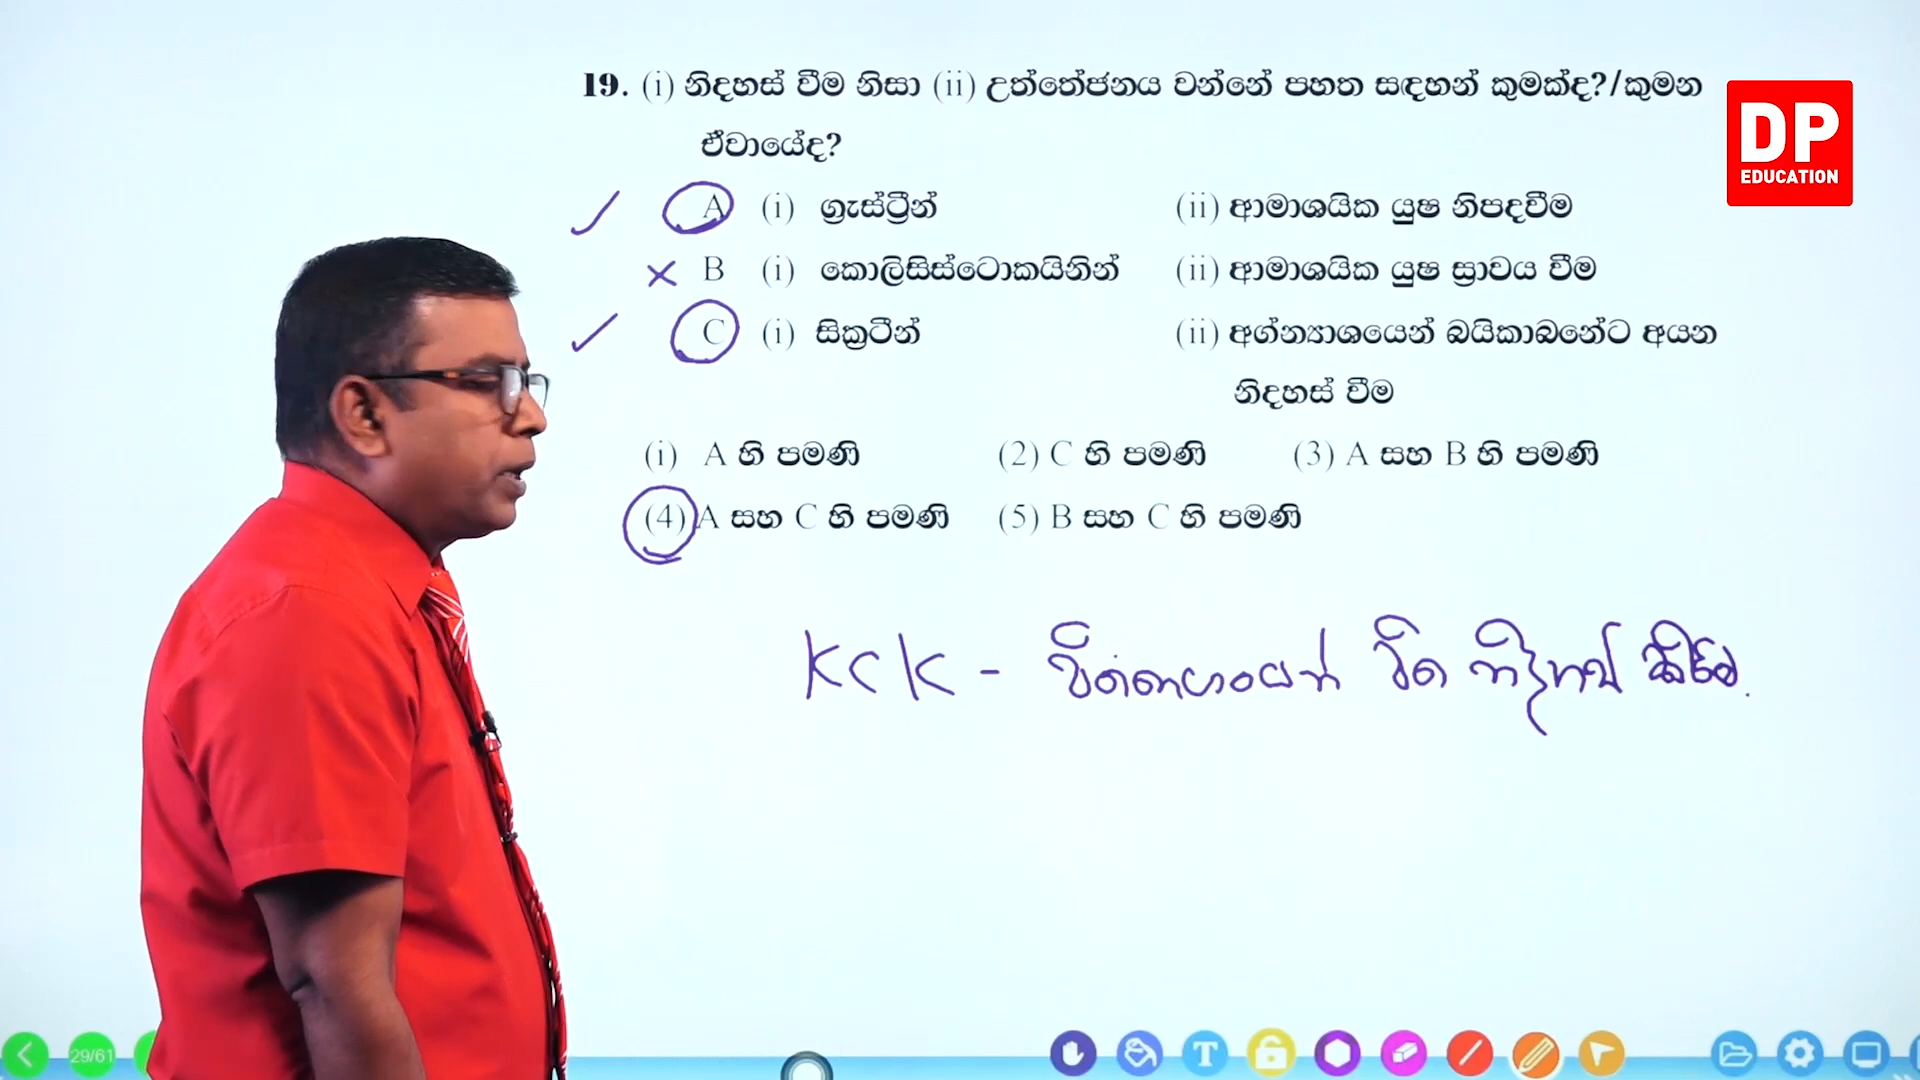 19. (i) නිදහස් වීම නිසා (ii) උත්තේජනය වන්නේ පහත සඳහන් කුමක්ද?/කුමන
ඒවායේද?
DP
EDUCATION
A (i) ග්‍රැස්ට්‍රීන් (ii) ආමාශයික යුෂ නිපදවීම
B (i) කොලිසිස්ටොකයිනින් (ii) ආමාශයික යුෂ ස්‍රාවය වීම
C (i) සික්‍රටීන් (ii) අග්න්‍යාශයෙන් බයිකාබනේට අයන
නිදහස් වීම
(i) A හි පමණි (2) C හි පමණි (3) A සහ B හි පමණි
(4) A සහ C හි පමණි (5) B සහ C හි පමණි
KCK - පිත්තාශයෙන් පිත නිදහස් කිරීම.
29/61